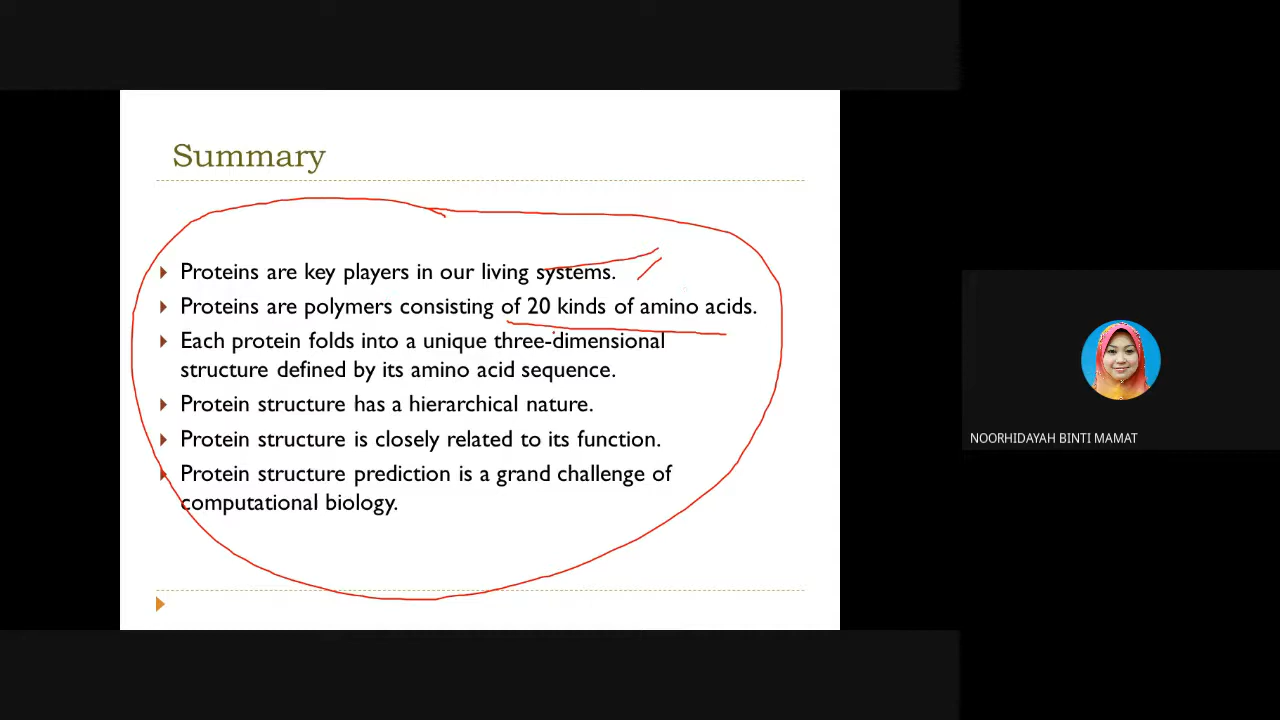 Summary
Proteins are key players in our living systems.
Proteins are polymers consisting of 20 kinds of amino acids.
Each protein folds into a unique three-dimensional
structure defined by its amino acid sequence.
Protein structure has a hierarchical nature.
Protein structure is closely related to its function.
Protein structure prediction is a grand challenge of
computational biology.
NOORHIDAYAH BINTI MAMAT